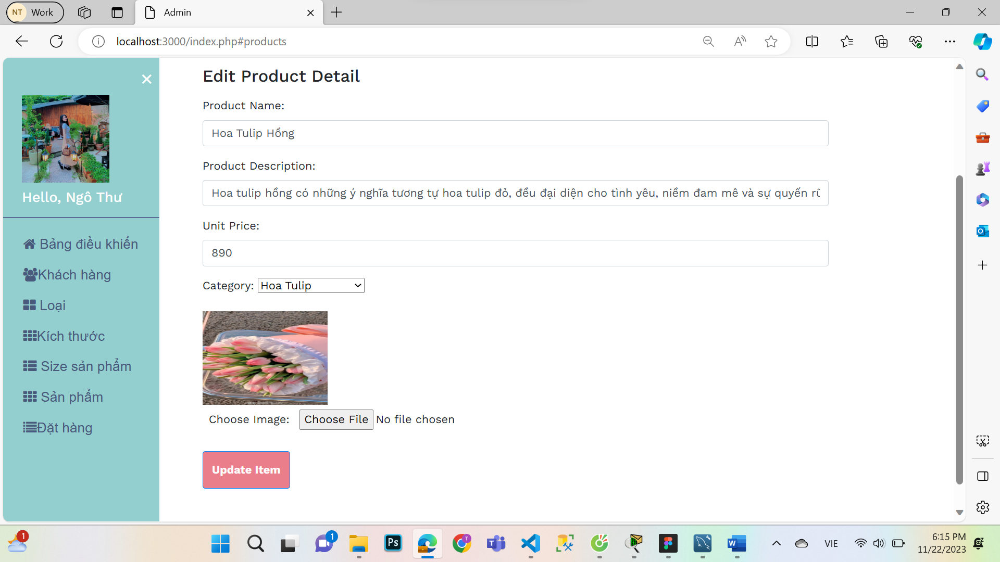 NT Work
Admin
localhost:3000/index.php#products
Hello, Ngô Thư
Bảng điều khiển
Khách hàng
Loại
Kích thước
Size sản phẩm
Sản phẩm
Đặt hàng
Edit Product Detail
Product Name:
Hoa Tulip Hồng
Product Description:
Hoa tulip hồng có những ý nghĩa tương tự hoa tulip đỏ, đều đại diện cho tình yêu, niềm đam mê và sự quyến rũ
Unit Price:
890
Category: Hoa Tulip
Choose Image: Choose File No file chosen
Update Item
1
1
Ps
VIE
6:15 PM
11/22/2023